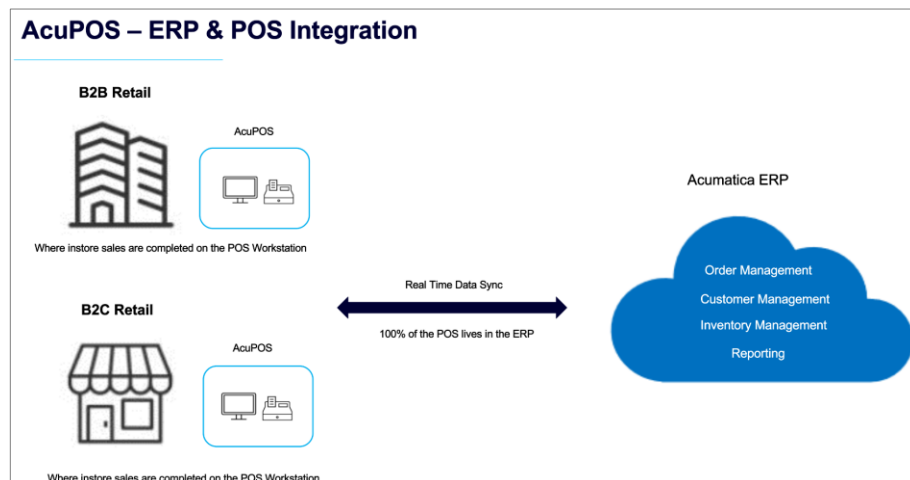 AcuPOS – ERP & POS Integration
B2B Retail
AcuPOS
Where instore sales are completed on the POS Workstation
B2C Retail
AcuPOS
Where instore sales are completed on the POS Workstation
Real Time Data Sync
100% of the POS lives in the ERP
Acumatica ERP
Order Management
Customer Management
Inventory Management
Reporting